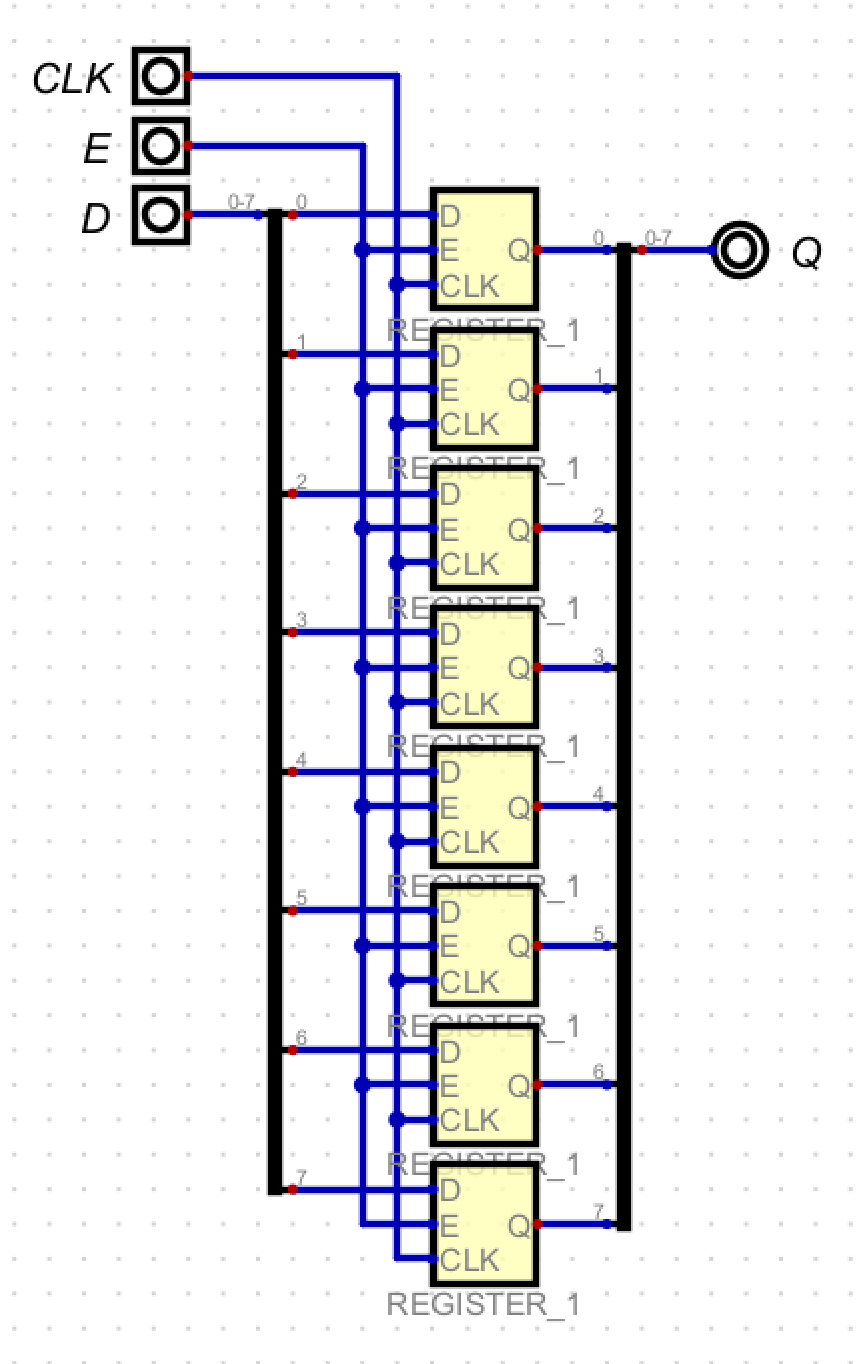 CLK
E
D
0-7
0
D
E
Q
CLK
0
0-7
Q
REGISTER_1
1
D
E
Q
CLK
1
REGISTER_1
2
D
E
Q
CLK
2
REGISTER_1
3
D
E
Q
CLK
3
REGISTER_1
4
D
E
Q
CLK
4
REGISTER_1
5
D
E
Q
CLK
5
REGISTER_1
6
D
E
Q
CLK
6
REGISTER_1
7
D
E
Q
CLK
7
REGISTER_1